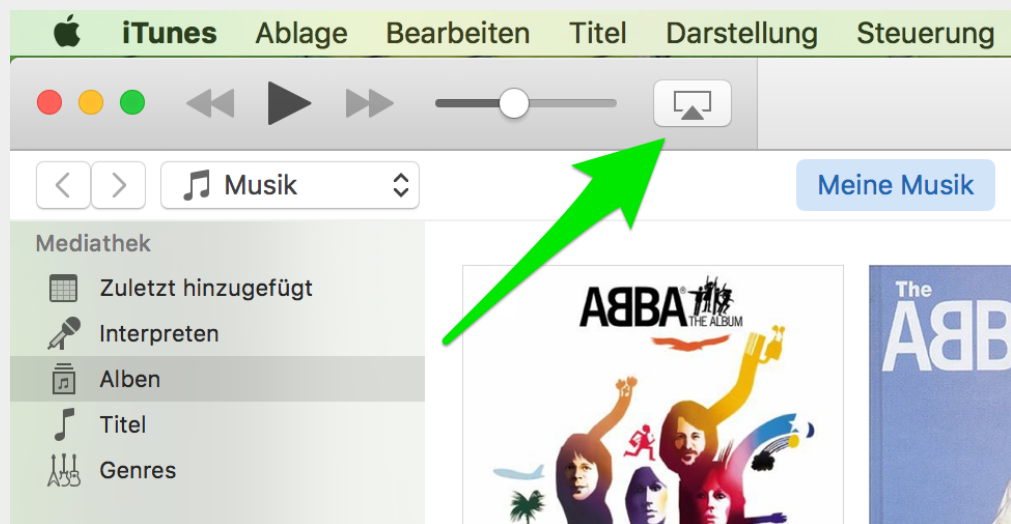 iTunes Ablage Bearbeiten Titel Darstellung Steuerung
Musik
Meine Musik
Mediathek
Zuletzt hinzugefügt
Interpreten
Alben
Titel
Genres
ABBA
THE ALBUM
The
ABB